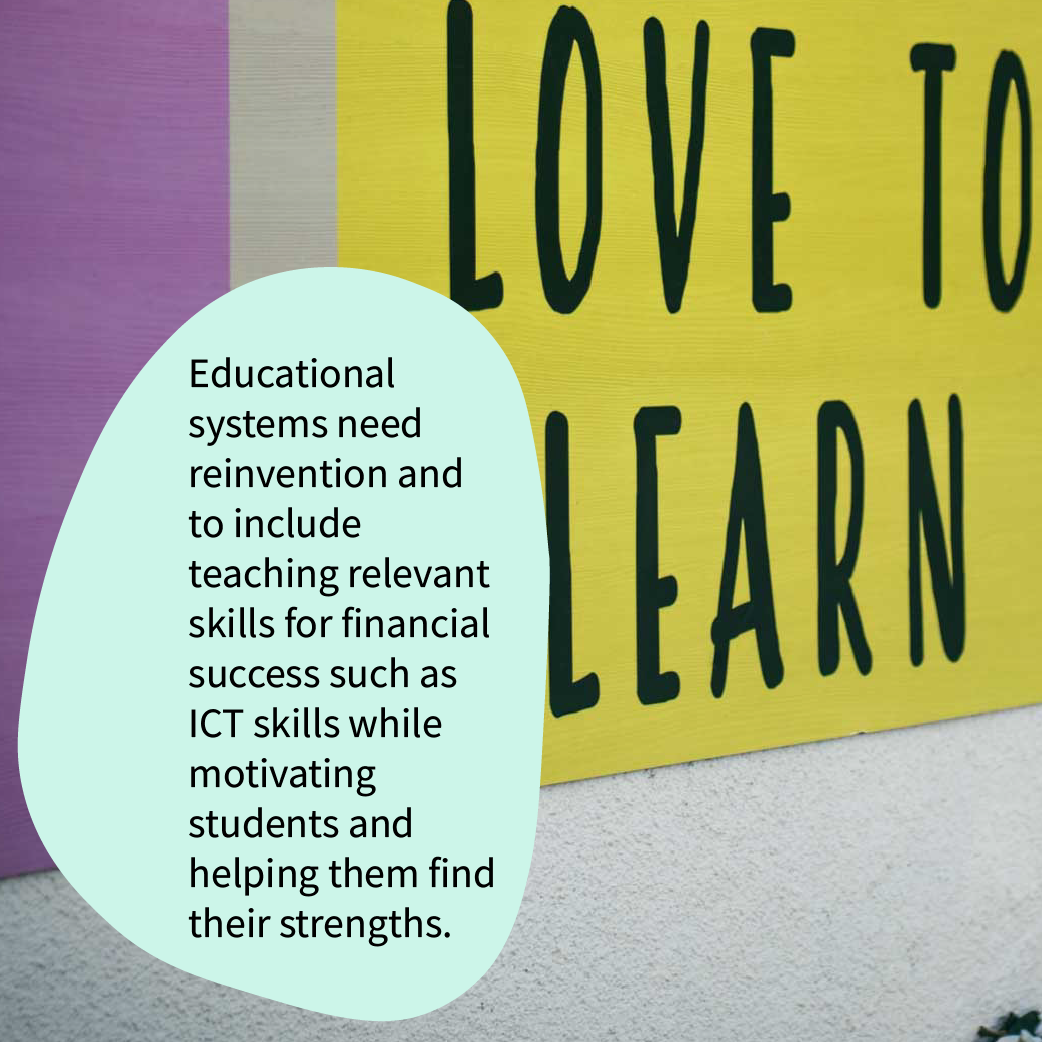 LOVE TO
LEARN
Educational
systems need
reinvention and
to include
teaching relevant
skills for financial
success such as
ICT skills while
motivating
students and
helping them find
their strengths.